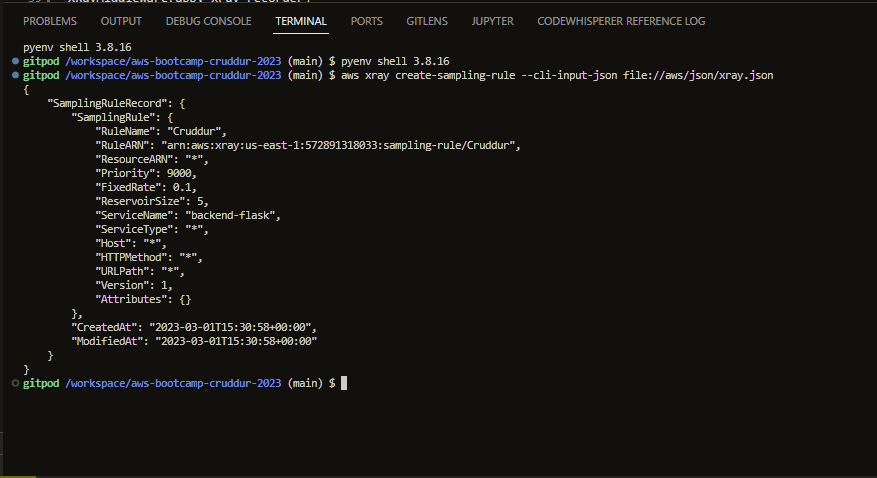 PROBLEMS OUTPUT DEBUG CONSOLE TERMINAL PORTS GITLENS JUPYTER CODEWHISPERER REFERENCE LOG
pyenv shell 3.8.16
gitpod /workspace/aws-bootcamp-cruddur-2023 (main) $ pyenv shell 3.8.16
gitpod /workspace/aws-bootcamp-cruddur-2023 (main) $ aws xray create-sampling-rule --cli-input-json file://aws/json/xray.json
{
    "SamplingRuleRecord": {
        "SamplingRule": {
            "RuleName": "Cruddur",
            "RuleARN": "arn:aws:xray:us-east-1:572891318033:sampling-rule/Cruddur",
            "ResourceARN": "*",
            "Priority": 9000,
            "FixedRate": 0.1,
            "ReservoirSize": 5,
            "ServiceName": "backend-flask",
            "ServiceType": "*",
            "Host": "*",
            "HTTPMethod": "*",
            "URLPath": "*",
            "Version": 1,
            "Attributes": {}
        },
        "CreatedAt": "2023-03-01T15:30:58+00:00",
        "ModifiedAt": "2023-03-01T15:30:58+00:00"
    }
}
gitpod /workspace/aws-bootcamp-cruddur-2023 (main) $